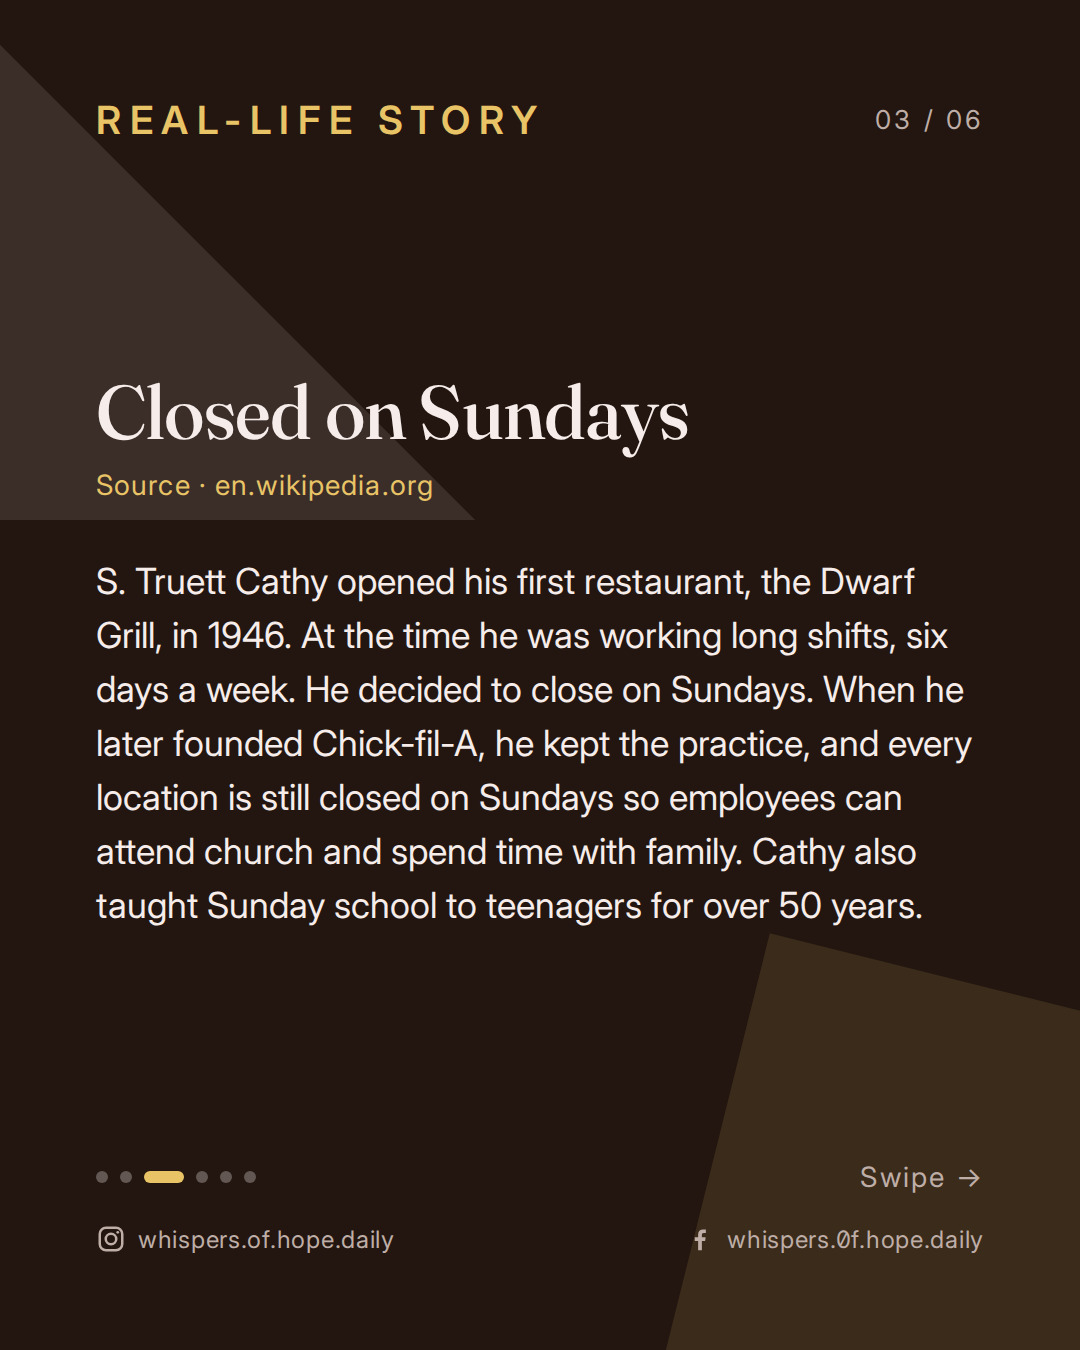 REAL-LIFE STORY
03 / 06
Closed on Sundays
Source · en.wikipedia.org
S. Truett Cathy opened his first restaurant, the Dwarf
Grill, in 1946. At the time he was working long shifts, six
days a week. He decided to close on Sundays. When he
later founded Chick-fil-A, he kept the practice, and every
location is still closed on Sundays so employees can
attend church and spend time with family. Cathy also
taught Sunday school to teenagers for over 50 years.
Swipe →
whispers.of.hope.daily
whispers.0f.hope.daily